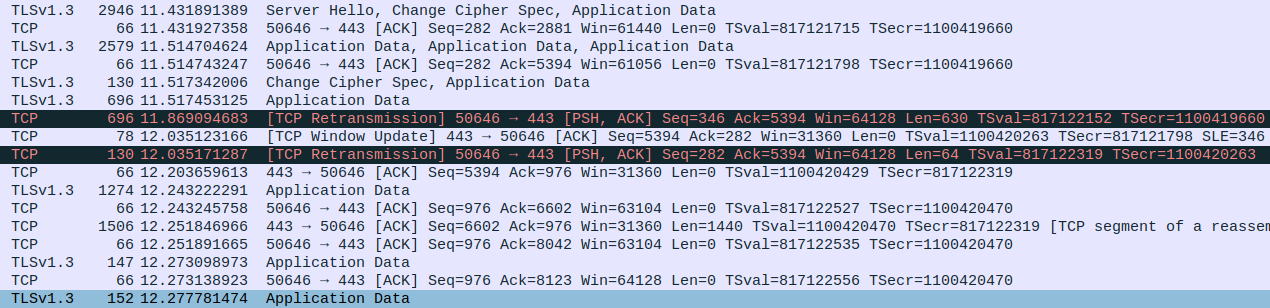 TLSv1.3 2946 11.431891389 Server Hello, Change Cipher Spec, Application Data
TCP 66 11.431927358 50646 → 443 [ACK] Seq=282 Ack=2881 Win=61440 Len=0 TSval=817121715 TSecr=1100419660
TLSv1.3 2579 11.514704624 Application Data, Application Data, Application Data
TCP 66 11.514743247 50646 → 443 [ACK] Seq=282 Ack=5394 Win=61056 Len=0 TSval=817121798 TSecr=1100419660
TLSv1.3 130 11.517342006 Change Cipher Spec, Application Data
TLSv1.3 696 11.517453125 Application Data
TCP 696 11.869094683 [TCP Retransmission] 50646 → 443 [PSH, ACK] Seq=346 Ack=5394 Win=64128 Len=630 TSval=817122152 TSecr=1100419660
TCP 78 12.035123166 [TCP Window Update] 443 → 50646 [ACK] Seq=5394 Ack=282 Win=31360 Len=0 TSval=1100420263 TSecr=817121798 SLE=346
TCP 130 12.035171287 [TCP Retransmission] 50646 → 443 [PSH, ACK] Seq=282 Ack=5394 Win=64128 Len=64 TSval=817122319 TSecr=1100420263
TCP 66 12.203659613 443 → 50646 [ACK] Seq=5394 Ack=976 Win=31360 Len=0 TSval=1100420429 TSecr=817122319
TLSv1.3 1274 12.243222291 Application Data
TCP 66 12.243245758 50646 → 443 [ACK] Seq=976 Ack=6602 Win=63104 Len=0 TSval=817122527 TSecr=1100420470
TCP 1506 12.251846966 443 → 50646 [ACK] Seq=6602 Ack=976 Win=31360 Len=1440 TSval=1100420470 TSecr=817122319 [TCP segment of a reassem
TCP 66 12.251891665 50646 → 443 [ACK] Seq=976 Ack=8042 Win=63104 Len=0 TSval=817122535 TSecr=1100420470
TLSv1.3 147 12.273098973 Application Data
TCP 66 12.273138923 50646 → 443 [ACK] Seq=976 Ack=8123 Win=64128 Len=0 TSval=817122556 TSecr=1100420470
TLSv1.3 152 12.277781474 Application Data